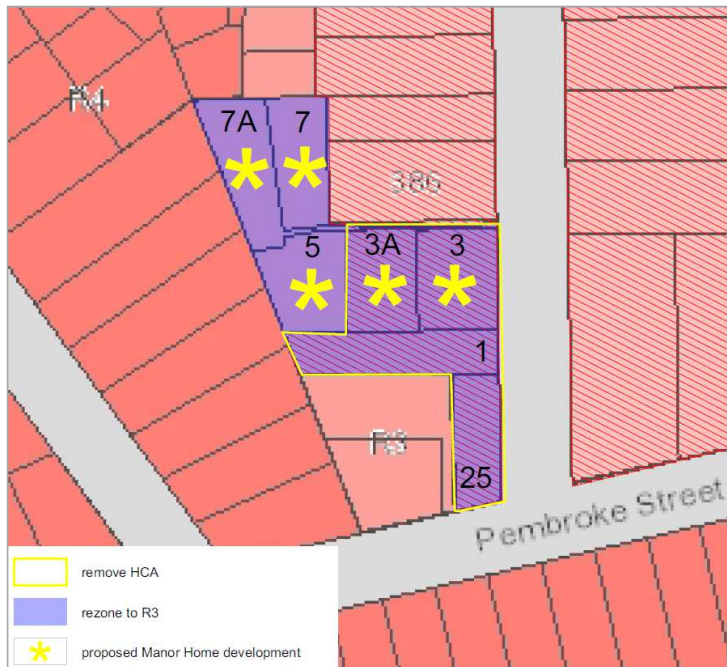 R4
7A
7
386
5
3A
3
1
R3
25
Pembroke Street
remove HCA
rezone to R3
proposed Manor Home development